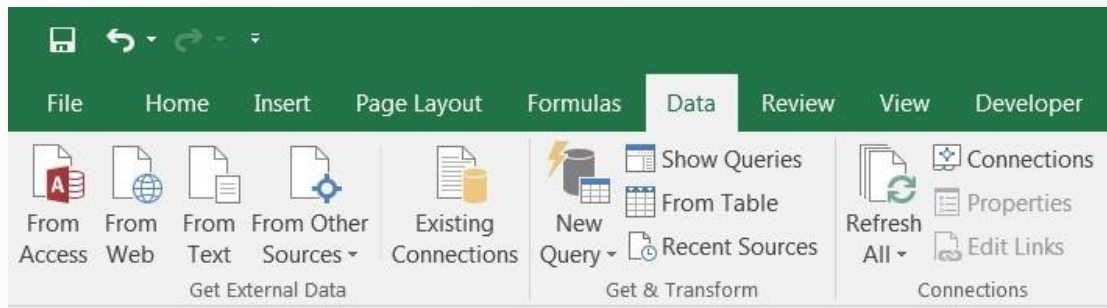 File Home Insert Page Layout Formulas Data Review View Developer
From Access
From Web
From Text
From Other Sources
Existing Connections
Get External Data
New Query
Show Queries
From Table
Recent Sources
Get & Transform
Refresh All
Connections
Properties
Edit Links
Connections